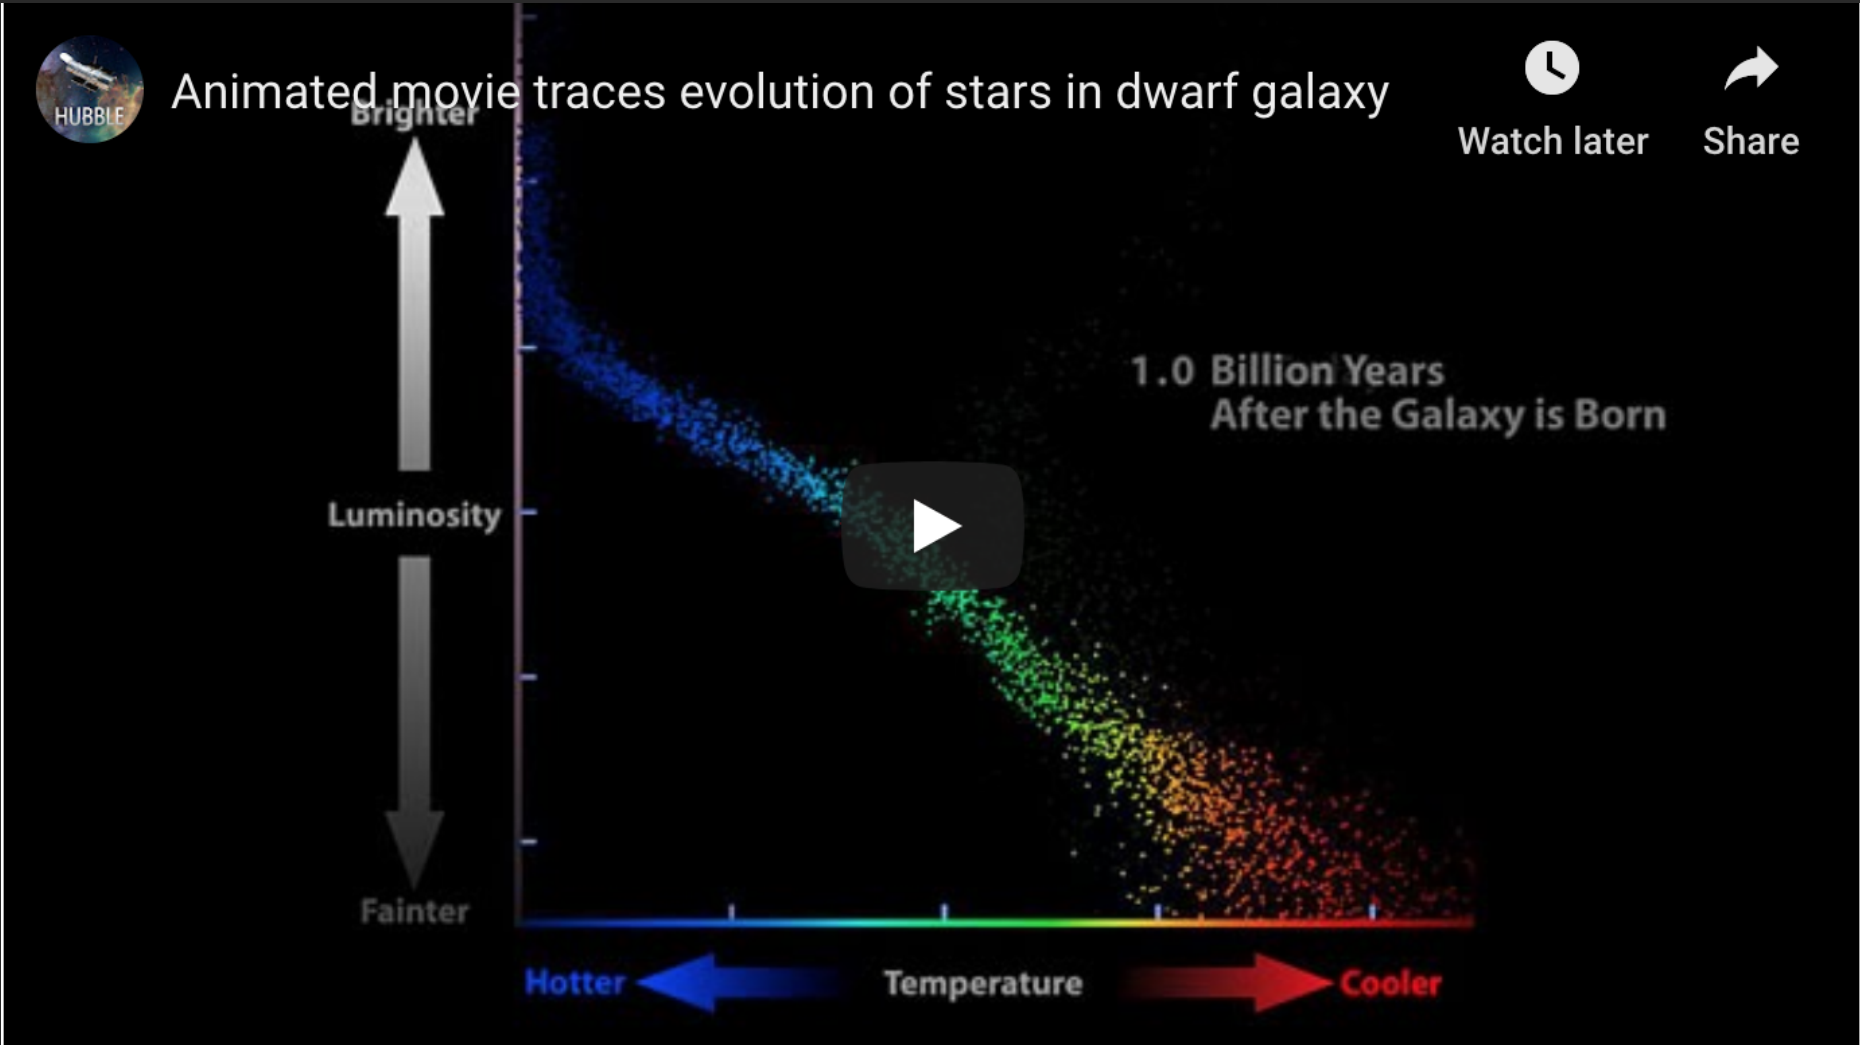 HUBBLE
Animated movie traces evolution of stars in dwarf galaxy
Watch later
Share
Brighter
1.0 Billion Years
After the Galaxy is Born
Luminosity
Fainter
Hotter
Temperature
Cooler